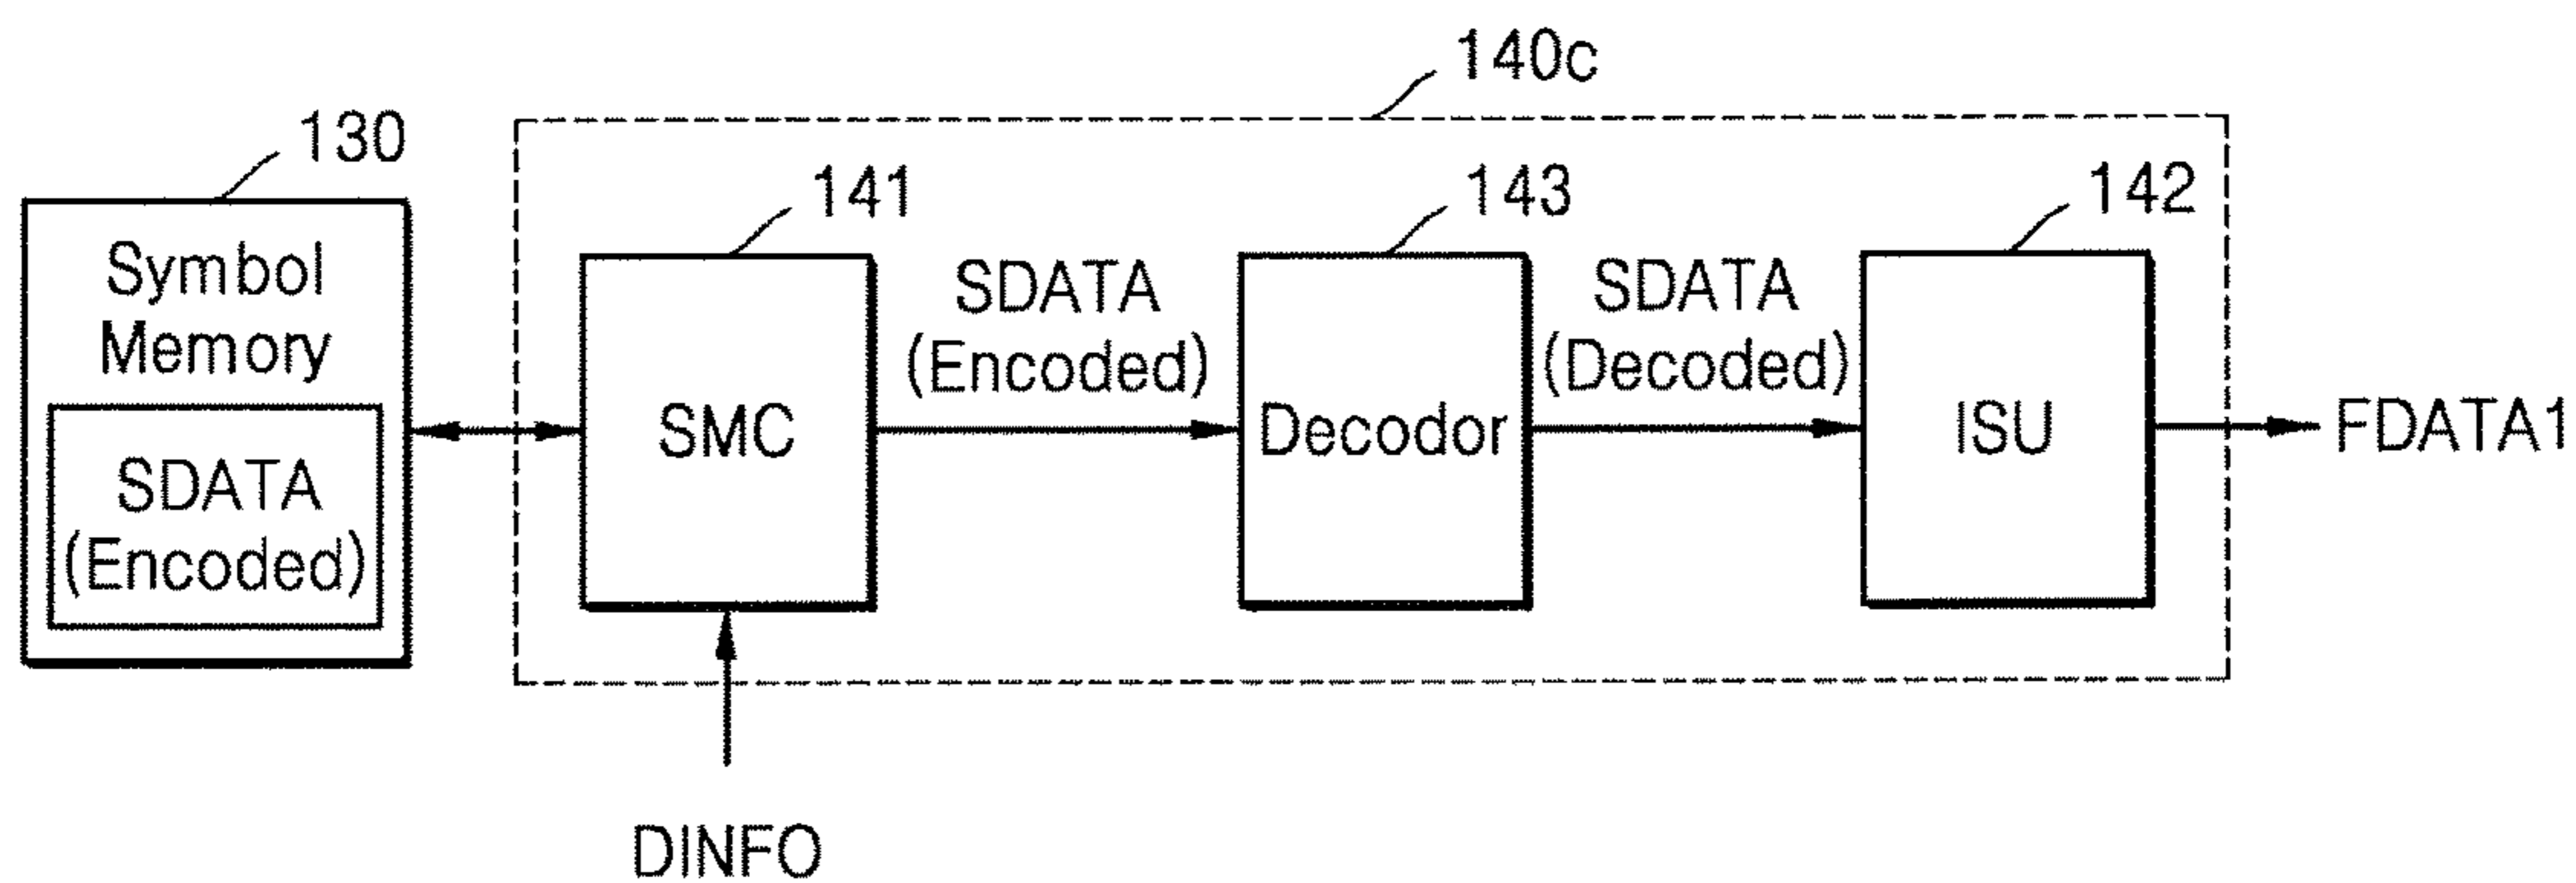 140c
130
141
143
142
Symbol
Memory
SDATA
(Encoded)
SMC
SDATA
(Encoded)
Decodor
SDATA
(Decoded)
ISU
FDATA1
DINFO